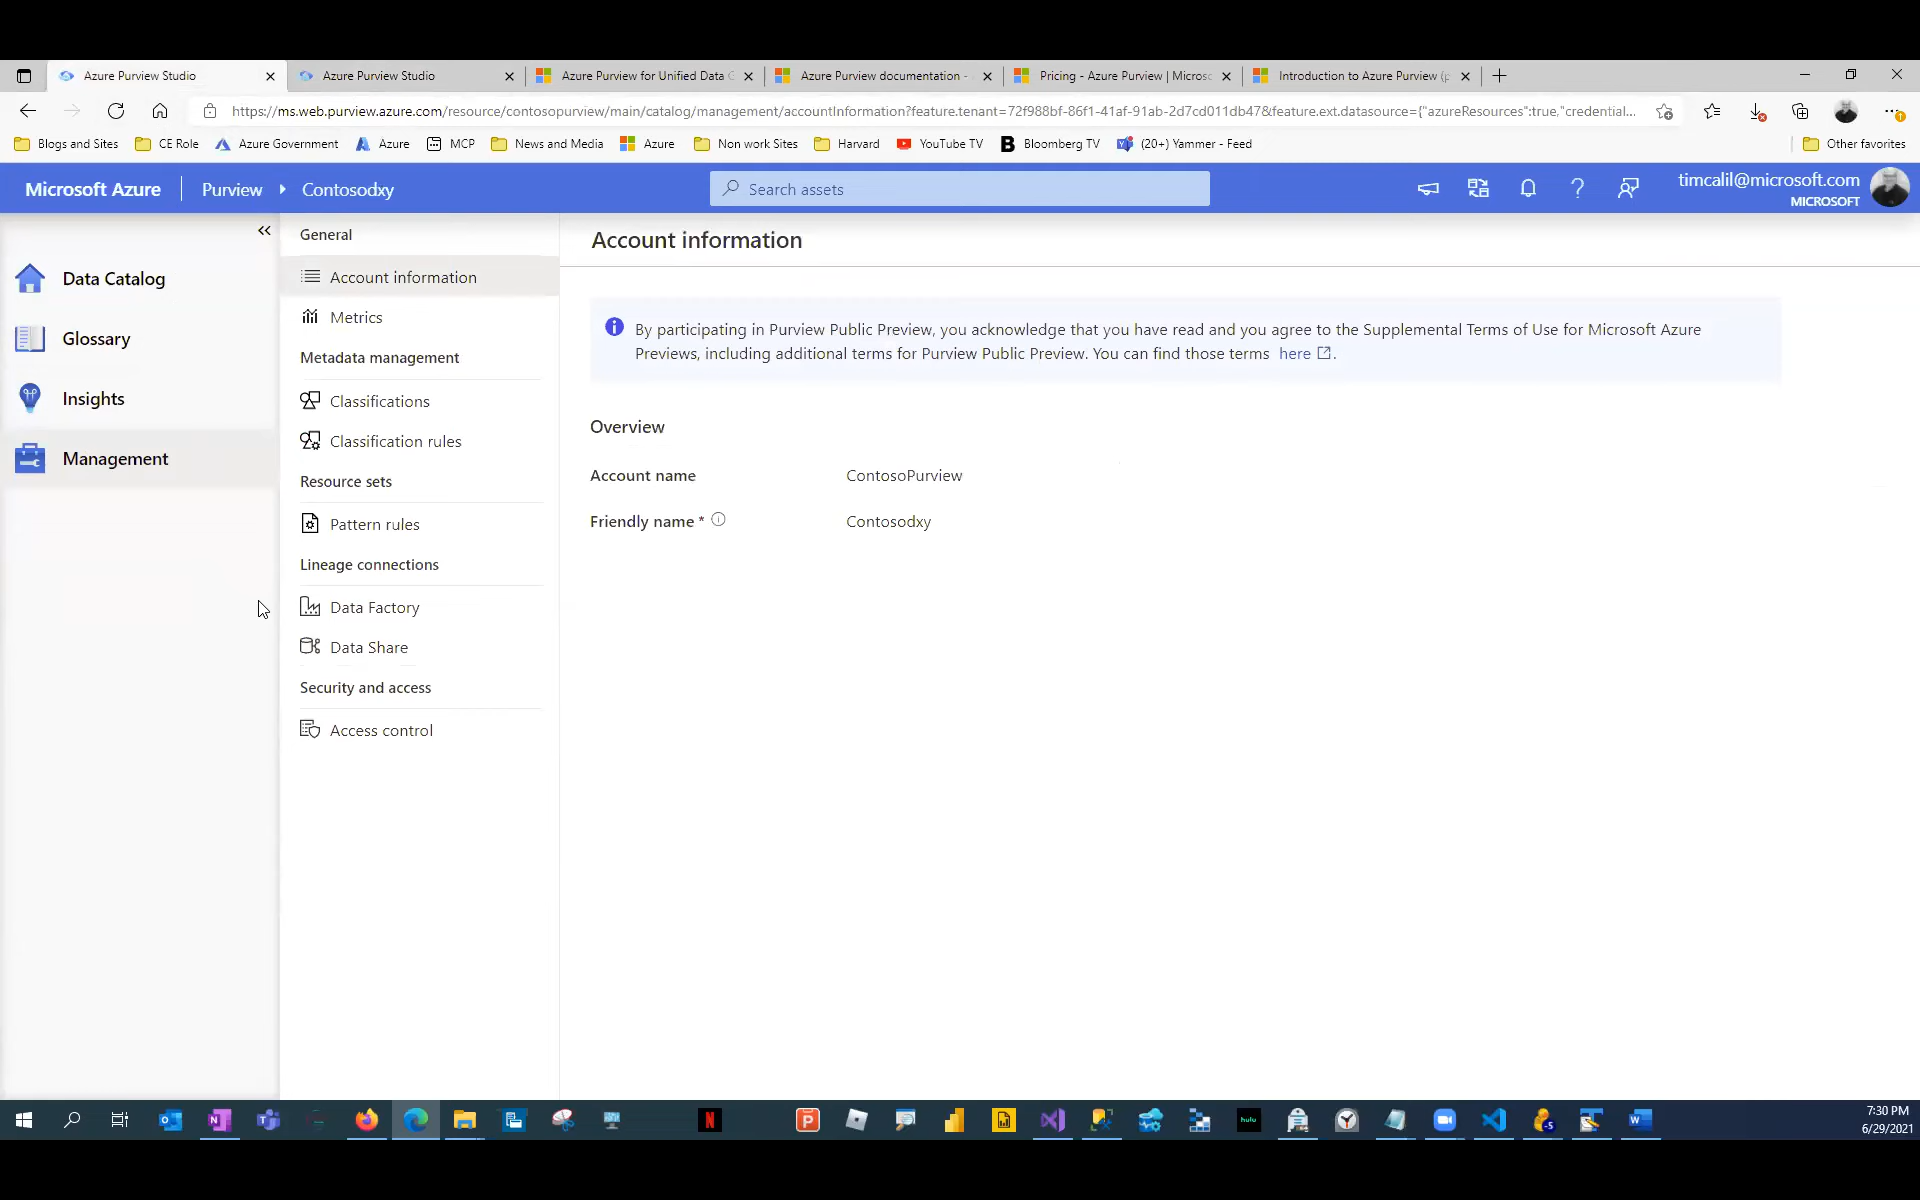 Azure Purview Studio
Azure Purview Studio
Azure Purview for Unified Data G
Azure Purview documentation -
Pricing - Azure Purview | Microsc
Introduction to Azure Purview (p
https://ms.web.purview.azure.com/resource/contosopurview/main/catalog/management/accountInformation?feature.tenant=72f988bf-86f1-41af-91ab-2d7cd011db47&feature.ext.datasource={"azureResources":true,"credential...
Blogs and Sites
CE Role
Azure Government
Azure
MCP
News and Media
Azure
Non work Sites
Harvard
YouTube TV
B Bloomberg TV
(20+) Yammer - Feed
Other favorites
Microsoft Azure
Purview
Contosodxy
Search assets
timcalil@microsoft.com
MICROSOFT
Data Catalog
Glossary
Insights
Management
General
Account information
Metrics
Metadata management
Classifications
Classification rules
Resource sets
Pattern rules
Lineage connections
Data Factory
Data Share
Security and access
Access control
Account information
By participating in Purview Public Preview, you acknowledge that you have read and you agree to the Supplemental Terms of Use for Microsoft Azure
Previews, including additional terms for Purview Public Preview. You can find those terms here.
Overview
Account name ContosoPurview
Friendly name * Contosodxy
hulu
-5
7:30 PM
6/29/2021